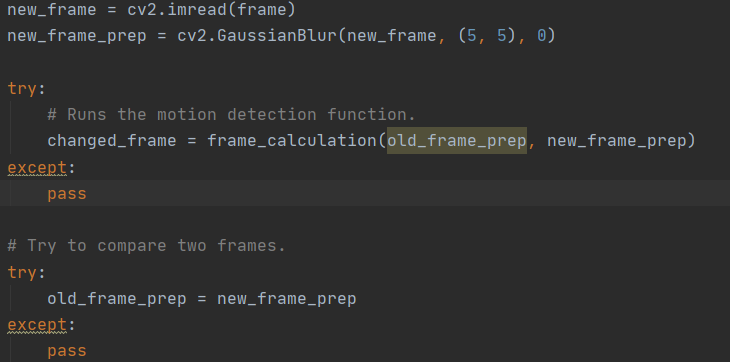 new_frame = cv2.imread(frame)
new_frame_prep = cv2.GaussianBlur(new_frame, (5, 5), 0)
try:
# Runs the motion detection function.
changed_frame = frame_calculation(old_frame_prep, new_frame_prep)
except:
pass
# Try to compare two frames.
try:
old_frame_prep = new_frame_prep
except:
pass